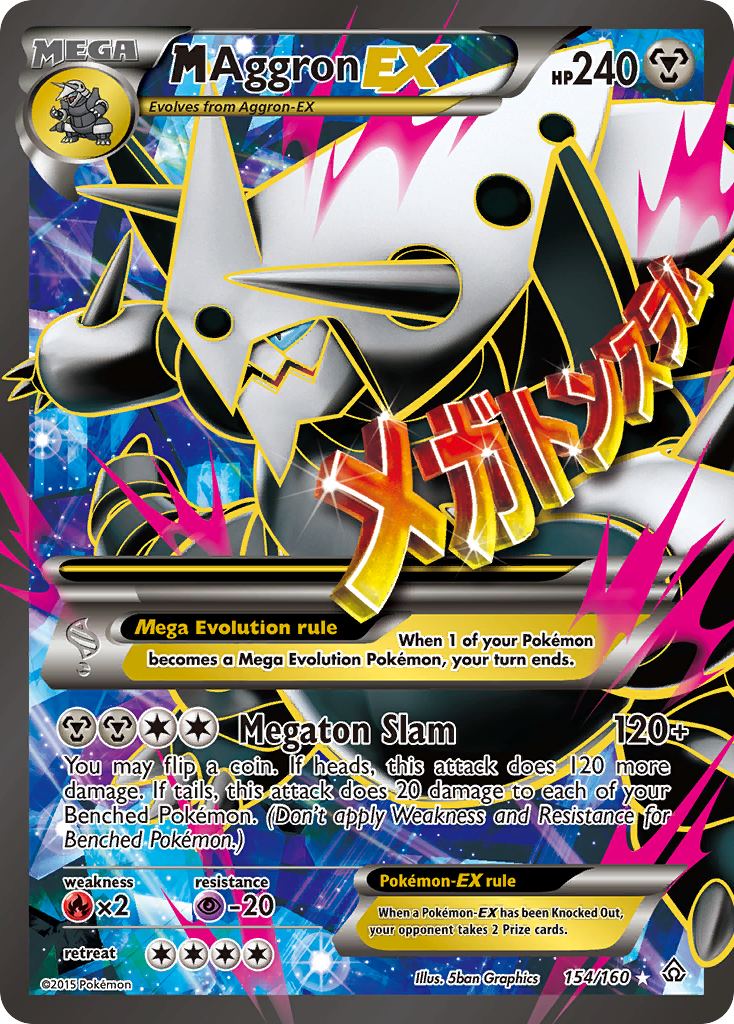 MEGA
M Aggron EX
HP240
Evolves from Aggron-EX
メガトンスラム
Mega Evolution rule
When 1 of your Pokémon
becomes a Mega Evolution Pokémon, your turn ends.
Megaton Slam 120+
You may flip a coin. If heads, this attack does 120 more
damage. If tails, this attack does 20 damage to each of your
Benched Pokémon. (Don't apply Weakness and Resistance for
Benched Pokémon.)
weakness resistance
×2 -20
retreat
Pokémon-EX rule
When a Pokémon-EX has been Knocked Out,
your opponent takes 2 Prize cards.
©2015 Pokémon
Illus. 5ban Graphics 154/160 ★